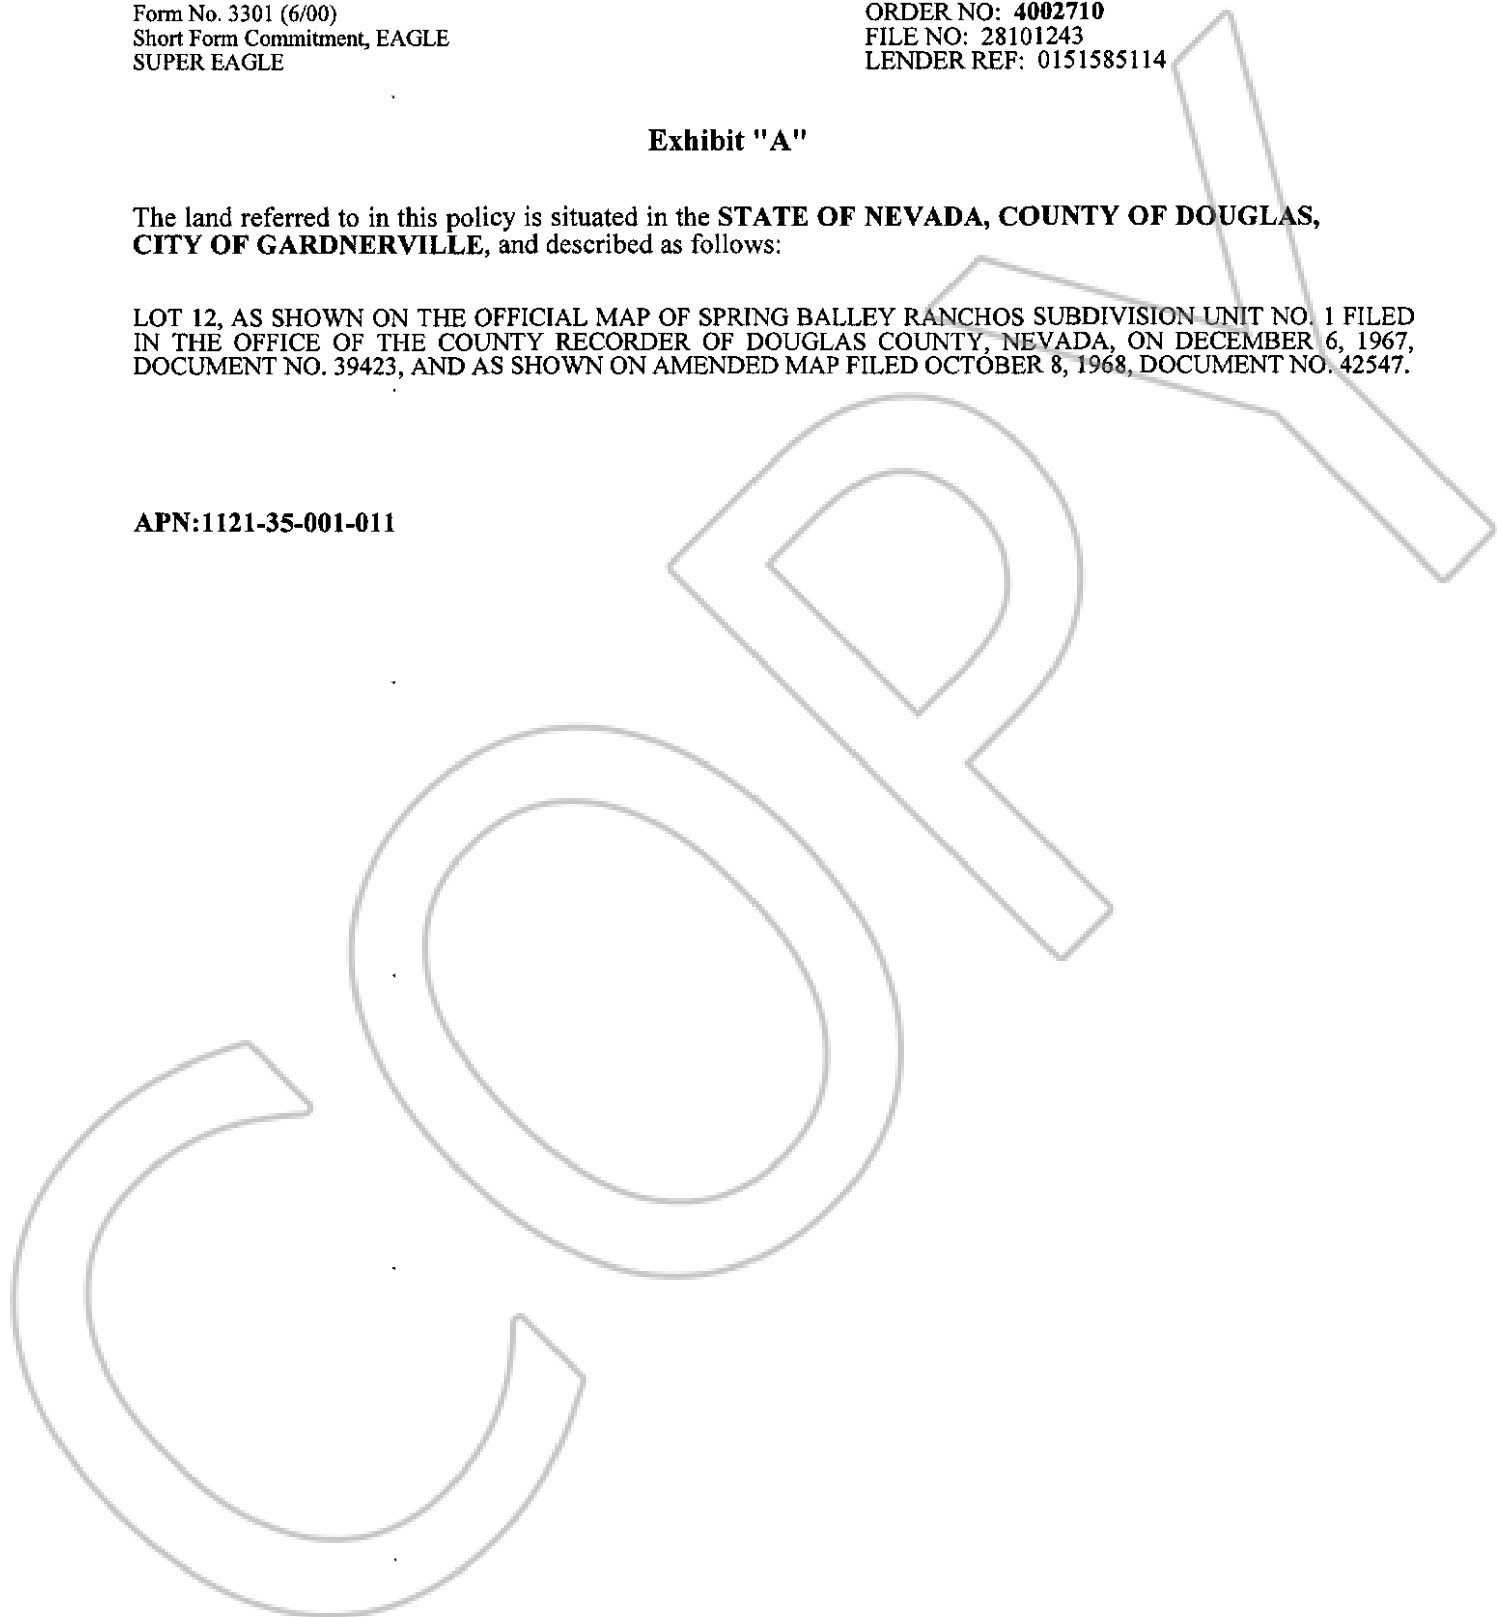 Form No. 3301 (6/00)
Short Form Commitment, EAGLE
SUPER EAGLE
ORDER NO: 4002710
FILE NO: 28101243
LENDER REF: 0151585114
Exhibit "A"
The land referred to in this policy is situated in the STATE OF NEVADA, COUNTY OF DOUGLAS,
CITY OF GARDNERVILLE, and described as follows:
LOT 12, AS SHOWN ON THE OFFICIAL MAP OF SPRING BALLEY RANCHOS SUBDIVISION UNIT NO. 1 FILED
IN THE OFFICE OF THE COUNTY RECORDER OF DOUGLAS COUNTY, NEVADA, ON DECEMBER 6, 1967,
DOCUMENT NO. 39423, AND AS SHOWN ON AMENDED MAP FILED OCTOBER 8, 1968, DOCUMENT NO. 42547.
APN:1121-35-001-011
COPY